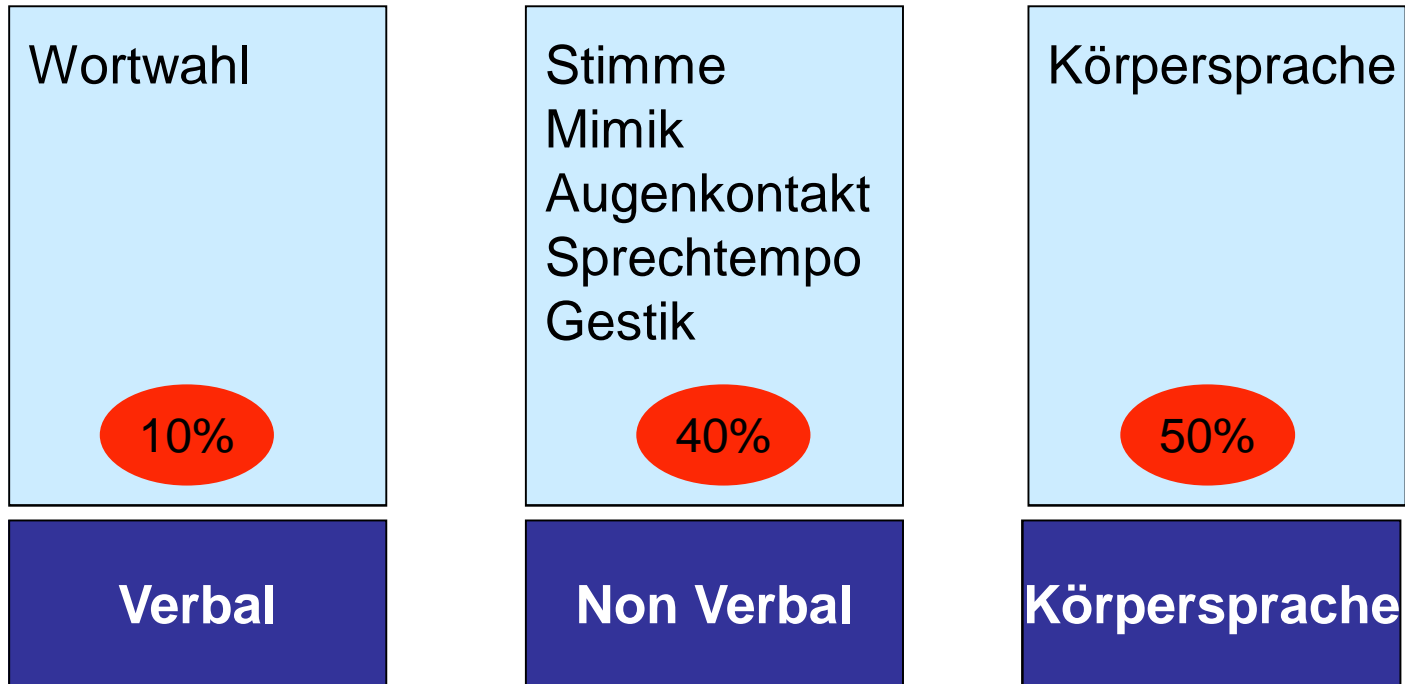 Wortwahl
Stimme
Mimik
Augenkontakt
Sprechtempo
Gestik
Körpersprache
10%
40%
50%
Verbal
Non Verbal
Körpersprache